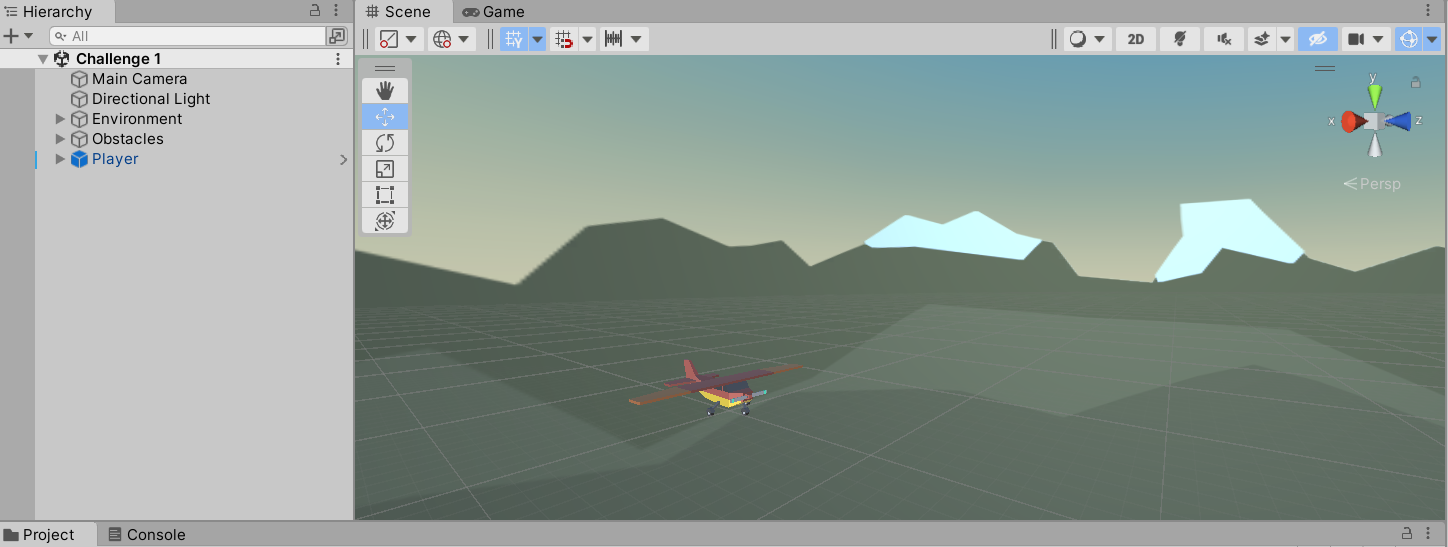 Hierarchy
All
Challenge 1
Main Camera
Directional Light
Environment
Obstacles
Player
Scene
Game
2D
y
x
z
Persp
Project
Console